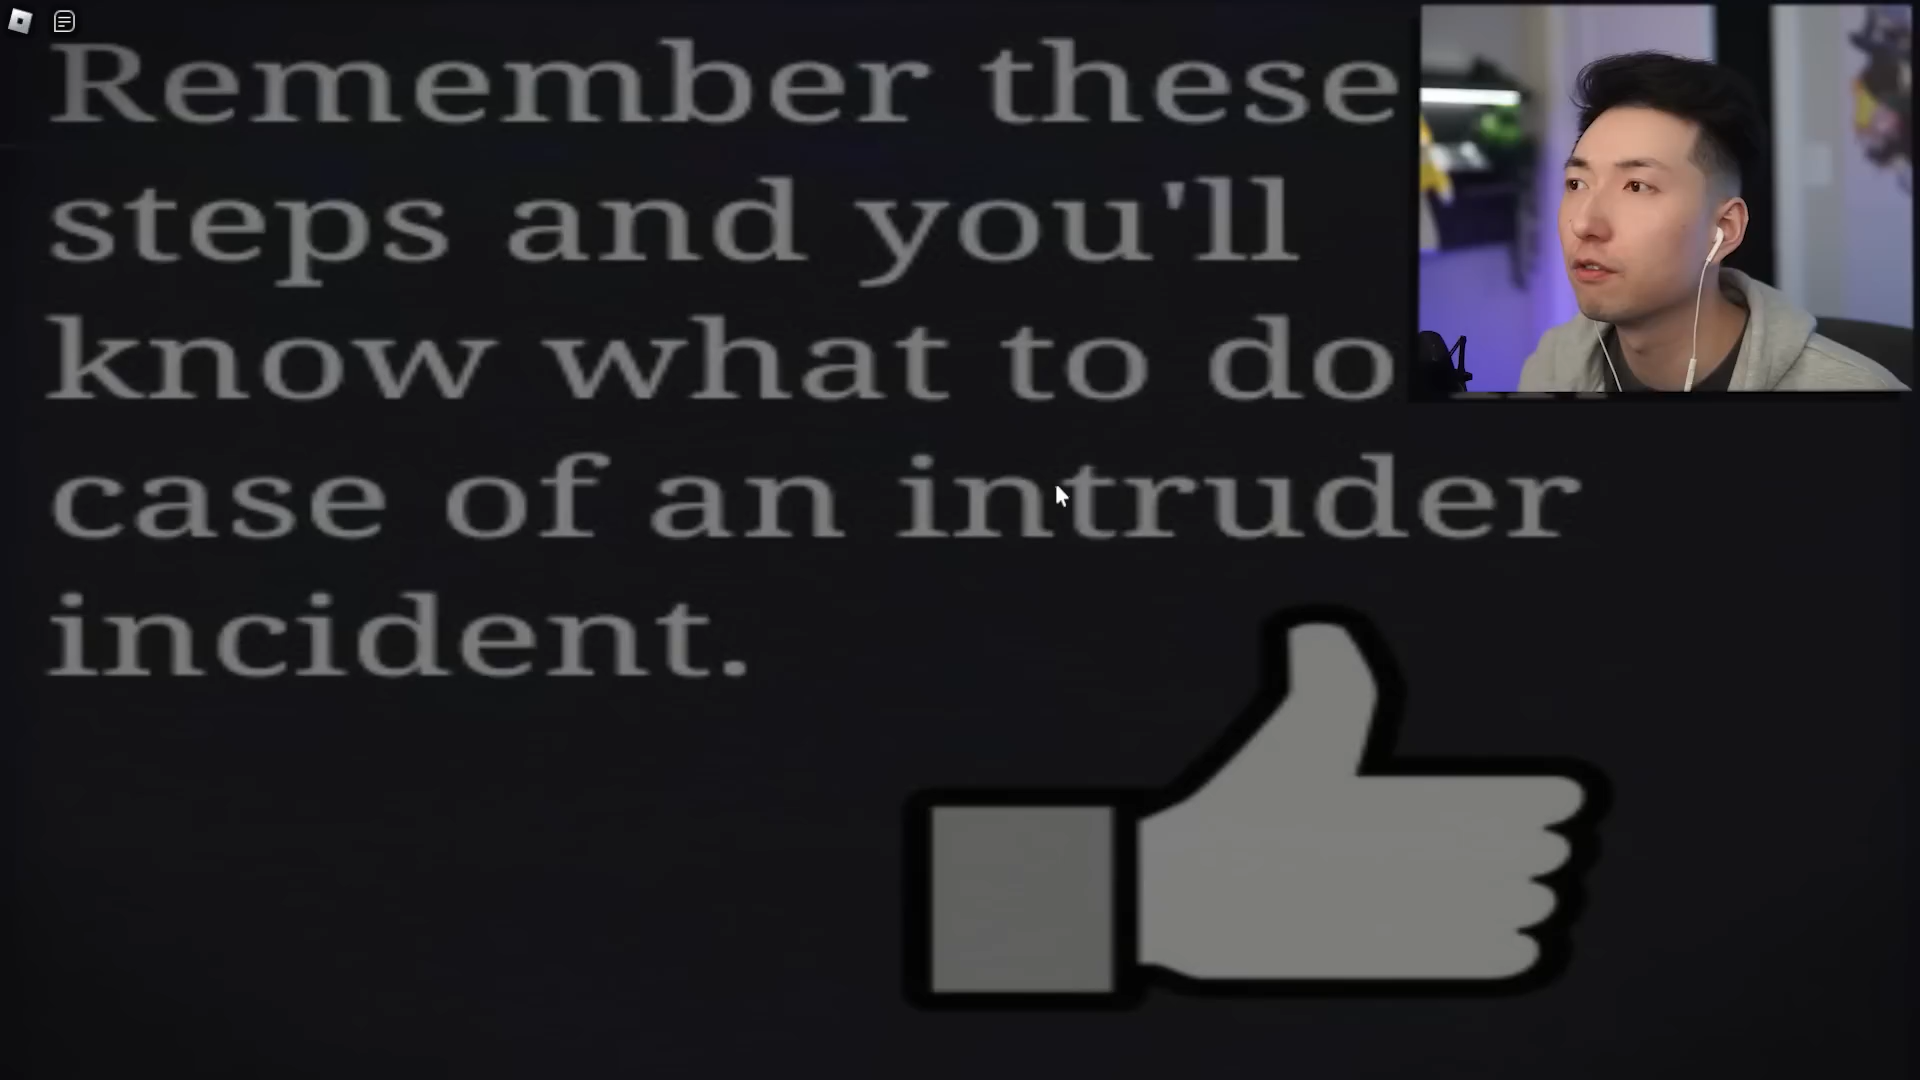 Remember these
steps and you'll
know what to do
case of an intruder
incident.